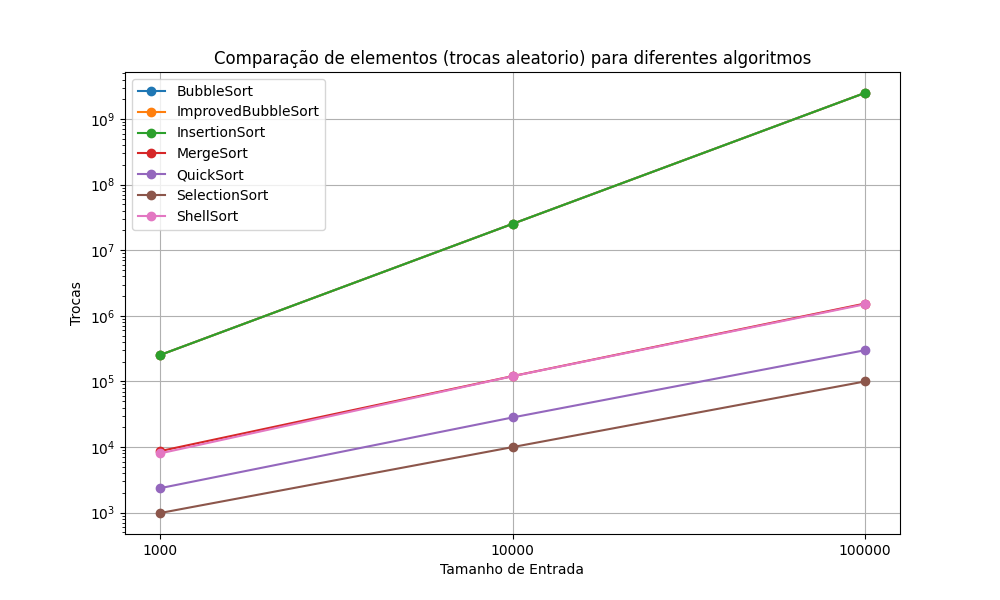 Comparação de elementos (trocas aleatorio) para diferentes algoritmos
BubbleSort
ImprovedBubbleSort
InsertionSort
MergeSort
QuickSort
SelectionSort
ShellSort
Trocas
10⁹
10⁸
10⁷
10⁶
10⁵
10⁴
10³
1000 10000 100000
Tamanho de Entrada